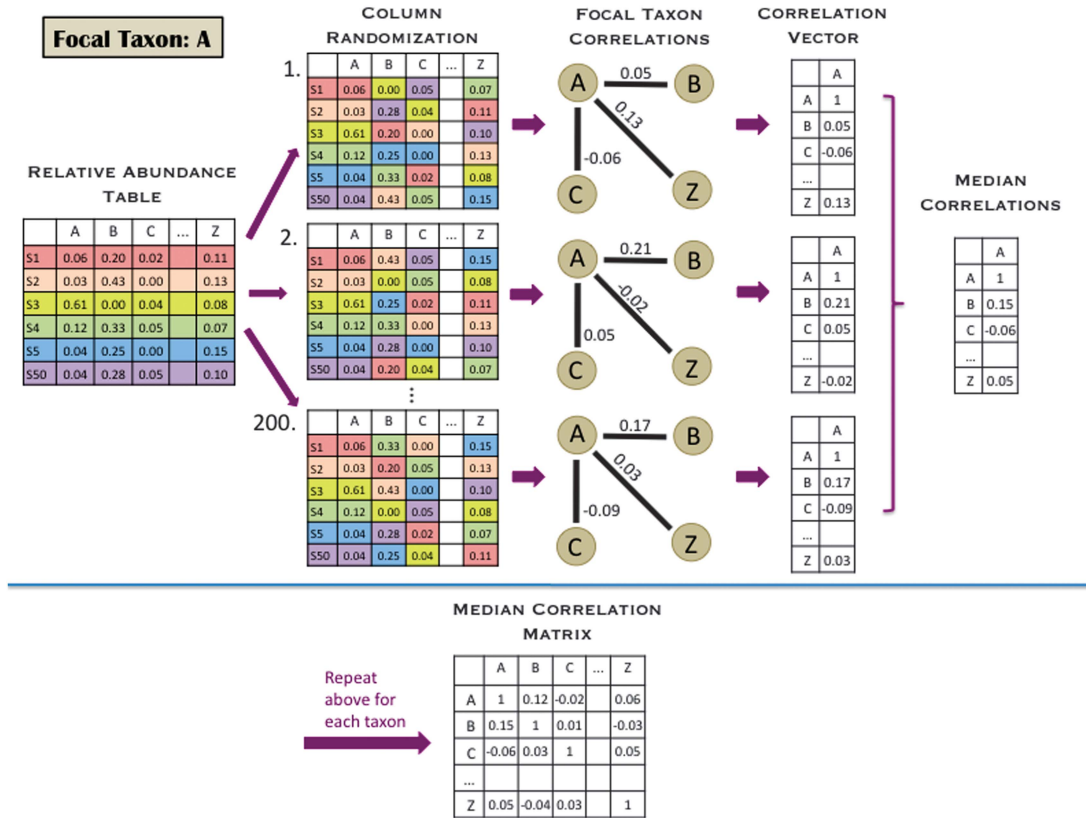 Focal Taxon: A
RELATIVE ABUNDANCE
TABLE
A B C ... Z
S1 0.06 0.20 0.02 0.11
S2 0.03 0.43 0.00 0.13
S3 0.61 0.00 0.04 0.08
S4 0.12 0.33 0.05 0.07
S5 0.04 0.25 0.00 0.15
S50 0.04 0.28 0.05 0.10
COLUMN
RANDOMIZATION
1.
A B C ... Z
S1 0.06 0.00 0.05 0.07
S2 0.03 0.28 0.04 0.11
S3 0.61 0.20 0.00 0.10
S4 0.12 0.25 0.00 0.13
S5 0.04 0.33 0.02 0.08
S50 0.04 0.43 0.05 0.15
2.
A B C ... Z
S1 0.06 0.43 0.05 0.15
S2 0.03 0.00 0.05 0.08
S3 0.61 0.25 0.02 0.11
S4 0.12 0.33 0.00 0.13
S5 0.04 0.28 0.00 0.10
S50 0.04 0.20 0.04 0.07
...
200.
A B C ... Z
S1 0.06 0.33 0.00 0.15
S2 0.03 0.20 0.05 0.13
S3 0.61 0.43 0.00 0.10
S4 0.12 0.00 0.05 0.08
S5 0.04 0.28 0.02 0.07
S50 0.04 0.25 0.04 0.11
FOCAL TAXON
CORRELATIONS
A 0.05 B
0.13
-0.06
C Z
A 0.21 B
-0.02
0.05
C Z
A 0.17 B
0.03
-0.09
C Z
CORRELATION
VECTOR
A
A 1
B 0.05
C -0.06
...
Z 0.13
A
A 1
B 0.21
C 0.05
...
Z -0.02
A
A 1
B 0.17
C -0.09
...
Z 0.03
MEDIAN
CORRELATIONS
A
A 1
B 0.15
C -0.06
...
Z 0.05
Repeat
above for
each taxon
MEDIAN CORRELATION
MATRIX
A B C ... Z
A 1 0.12 -0.02 0.06
B 0.15 1 0.01 -0.03
C -0.06 0.03 1 0.05
...
Z 0.05 -0.04 0.03 1